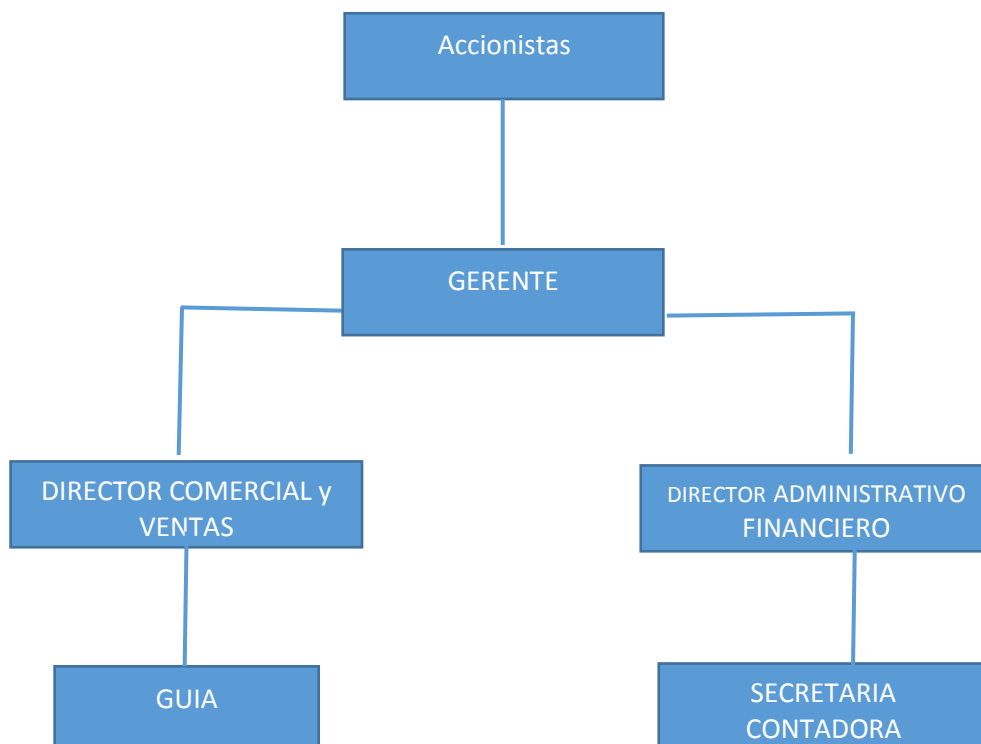 Accionistas
GERENTE
DIRECTOR COMERCIAL y
VENTAS
DIRECTOR ADMINISTRATIVO
FINANCIERO
GUIA
SECRETARIA
CONTADORA